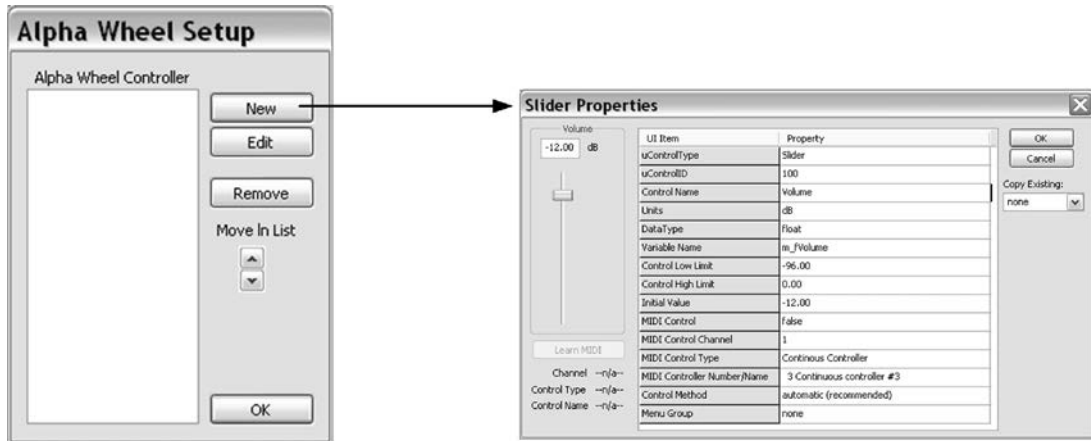 Alpha Wheel Setup
Alpha Wheel Controller
New
Edit
Remove
Move In List
OK
Slider Properties
Volume
-12.00 dB
Learn MIDI
Channel --n/a--
Control Type --n/a--
Control Name --n/a--
UI Item Property
uControlType Slider
uControlID 100
Control Name Volume
Units dB
DataType float
Variable Name m_fVolume
Control Low Limit -96.00
Control High Limit 0.00
Initial Value -12.00
MIDI Control false
MIDI Control Channel 1
MIDI Control Type Continous Controller
MIDI Controller Number/Name 3 Continuous controller #3
Control Method automatic (recommended)
Menu Group none
OK
Cancel
Copy Existing:
none